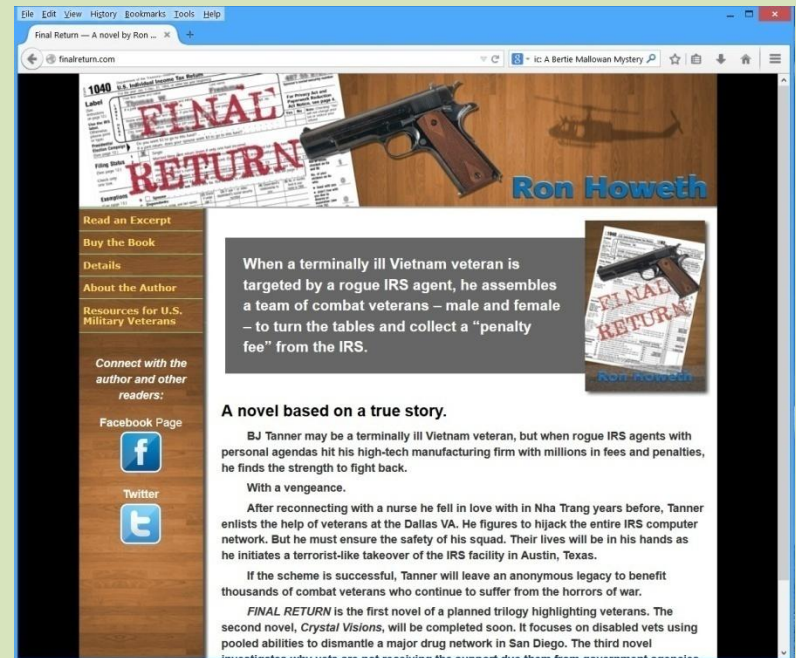 File Edit View History Bookmarks Tools Help
Final Return — A novel by Ron ...
finalreturn.com
ic: A Bertie Mallowan Mystery
1040 U.S. Individual Income Tax Return
Label
For Privacy Act and
Paperwork Reduction
Presidential
Election Campaign
Filing Status
Exemptions
FINAL
RETURN
Ron Howeth
Read an Excerpt
Buy the Book
Details
About the Author
Resources for U.S.
Military Veterans
Connect with the
author and other
readers:
Facebook Page
Twitter
When a terminally ill Vietnam veteran is
targeted by a rogue IRS agent, he assembles
a team of combat veterans – male and female
– to turn the tables and collect a “penalty
fee” from the IRS.
1040
FINAL
RETURN
Ron Howeth
A novel based on a true story.
BJ Tanner may be a terminally ill Vietnam veteran, but when rogue IRS agents with
personal agendas hit his high-tech manufacturing firm with millions in fees and penalties,
he finds the strength to fight back.
With a vengeance.
After reconnecting with a nurse he fell in love with in Nha Trang years before, Tanner
enlists the help of veterans at the Dallas VA. He figures to hijack the entire IRS computer
network. But he must ensure the safety of his squad. Their lives will be in his hands as
he initiates a terrorist-like takeover of the IRS facility in Austin, Texas.
If the scheme is successful, Tanner will leave an anonymous legacy to benefit
thousands of combat veterans who continue to suffer from the horrors of war.
FINAL RETURN is the first novel of a planned trilogy highlighting veterans. The
second novel, Crystal Visions, will be completed soon. It focuses on disabled vets using
pooled abilities to dismantle a major drug network in San Diego. The third novel
investigates why vets are not receiving the support due them from government agencies